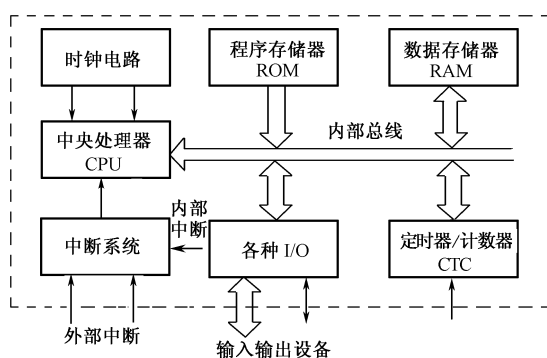 时钟电路
程序存储器
ROM
数据存储器
RAM
中央处理器
CPU
内部总线
内部
中断
中断系统
各种 I/O
定时器/计数器
CTC
外部中断
输入输出设备